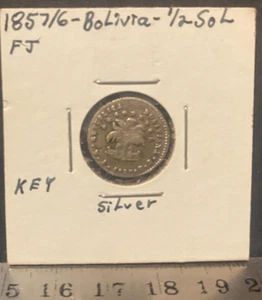 1857/6-Bolivia-1/2 Sol
FJ
KEY
Silver
5 16 17 18 19 2